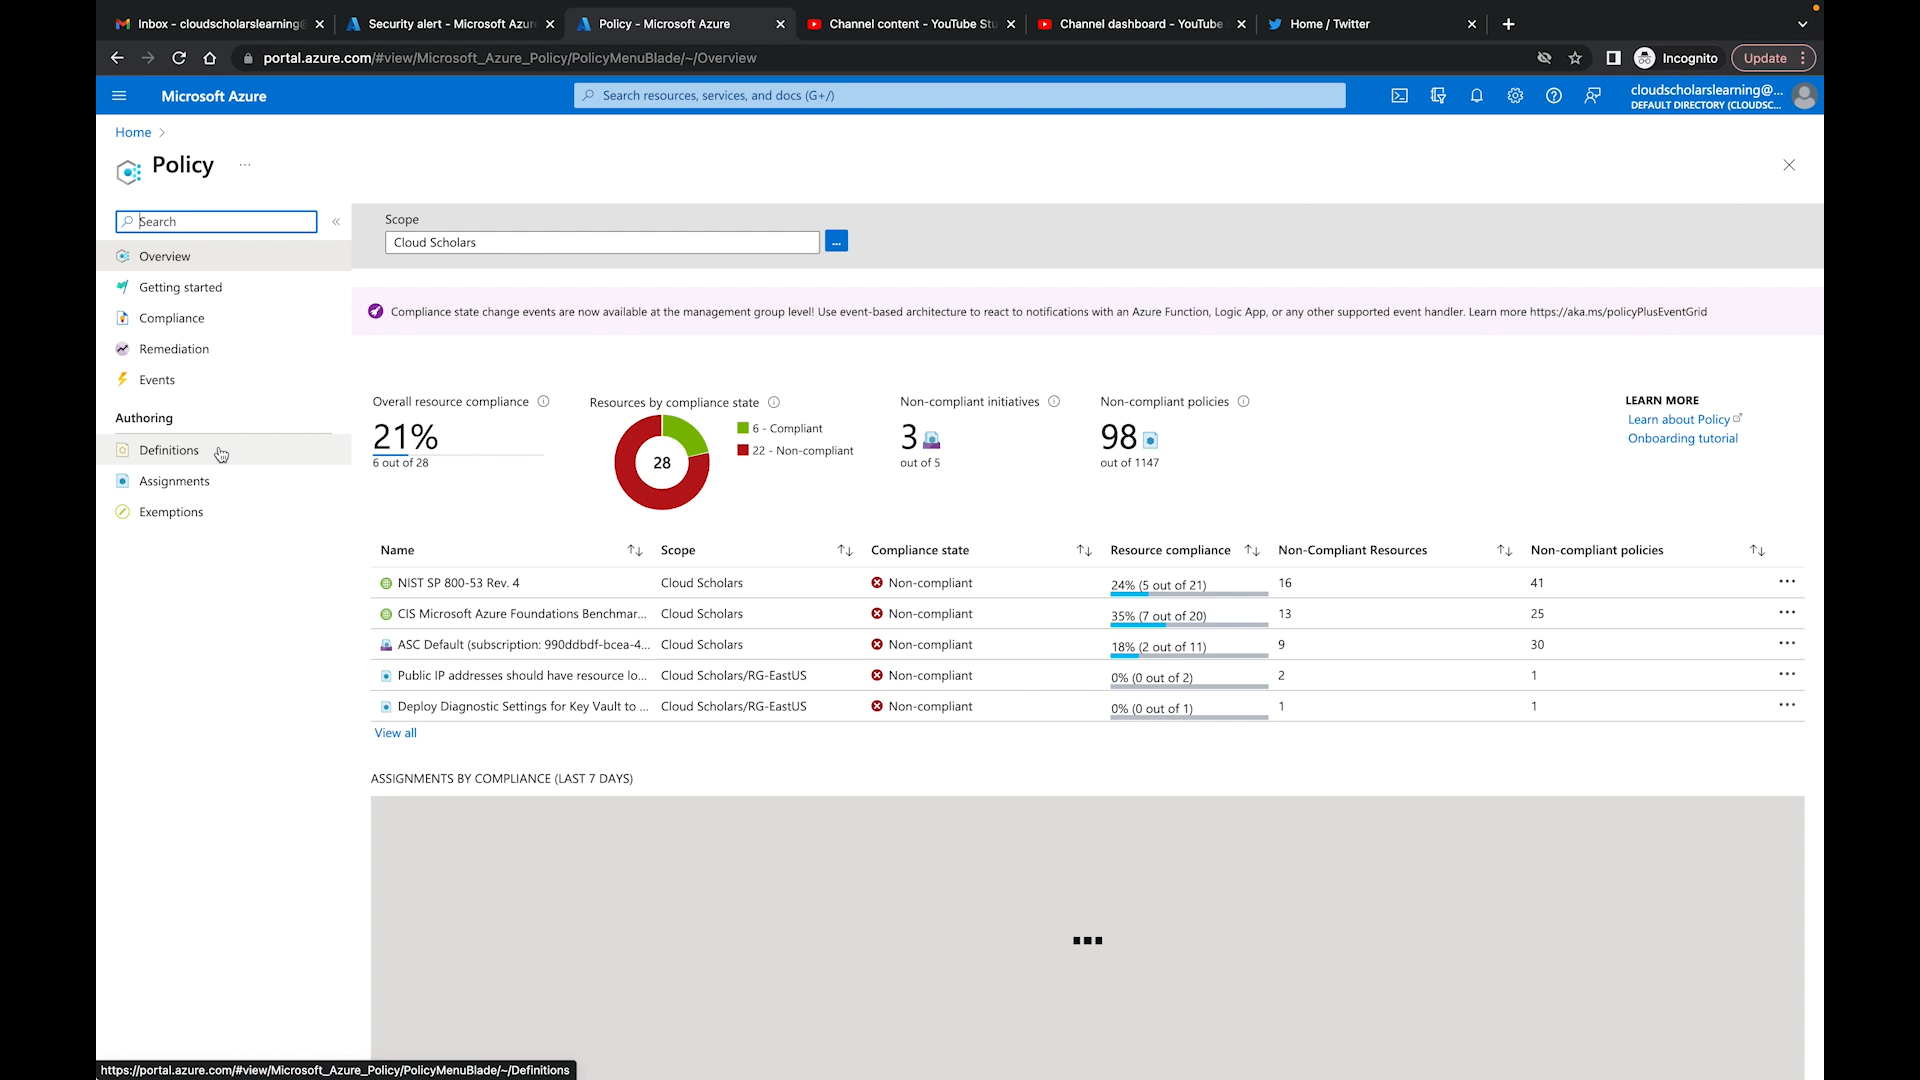 Inbox - cloudscholarslearning@
Security alert - Microsoft Azur
Policy - Microsoft Azure
Channel content - YouTube Stu
Channel dashboard - YouTube
Home / Twitter
portal.azure.com/#view/Microsoft_Azure_Policy/PolicyMenuBlade/~/Overview
Incognito
Update
Microsoft Azure
Search resources, services, and docs (G+/)
cloudscholarslearning@...
DEFAULT DIRECTORY (CLOUDSC...
Home
Policy
Search
Scope
Cloud Scholars
...
Overview
Getting started
Compliance
Remediation
Events
Authoring
Definitions
Assignments
Exemptions
Compliance state change events are now available at the management group level! Use event-based architecture to react to notifications with an Azure Function, Logic App, or any other supported event handler. Learn more https://aka.ms/policyPlusEventGrid
Overall resource compliance
21%
6 out of 28
Resources by compliance state
28
6 - Compliant
22 - Non-compliant
Non-compliant initiatives
3
out of 5
Non-compliant policies
98
out of 1147
LEARN MORE
Learn about Policy
Onboarding tutorial
Name Scope Compliance state Resource compliance Non-Compliant Resources Non-compliant policies
NIST SP 800-53 Rev. 4 Cloud Scholars Non-compliant 24% (5 out of 21) 16 41
CIS Microsoft Azure Foundations Benchmar... Cloud Scholars Non-compliant 35% (7 out of 20) 13 25
ASC Default (subscription: 990ddbdf-bcea-4... Cloud Scholars Non-compliant 18% (2 out of 11) 9 30
Public IP addresses should have resource lo... Cloud Scholars/RG-EastUS Non-compliant 0% (0 out of 2) 2 1
Deploy Diagnostic Settings for Key Vault to ... Cloud Scholars/RG-EastUS Non-compliant 0% (0 out of 1) 1 1
View all
ASSIGNMENTS BY COMPLIANCE (LAST 7 DAYS)
https://portal.azure.com/#view/Microsoft_Azure_Policy/PolicyMenuBlade/~/Definitions